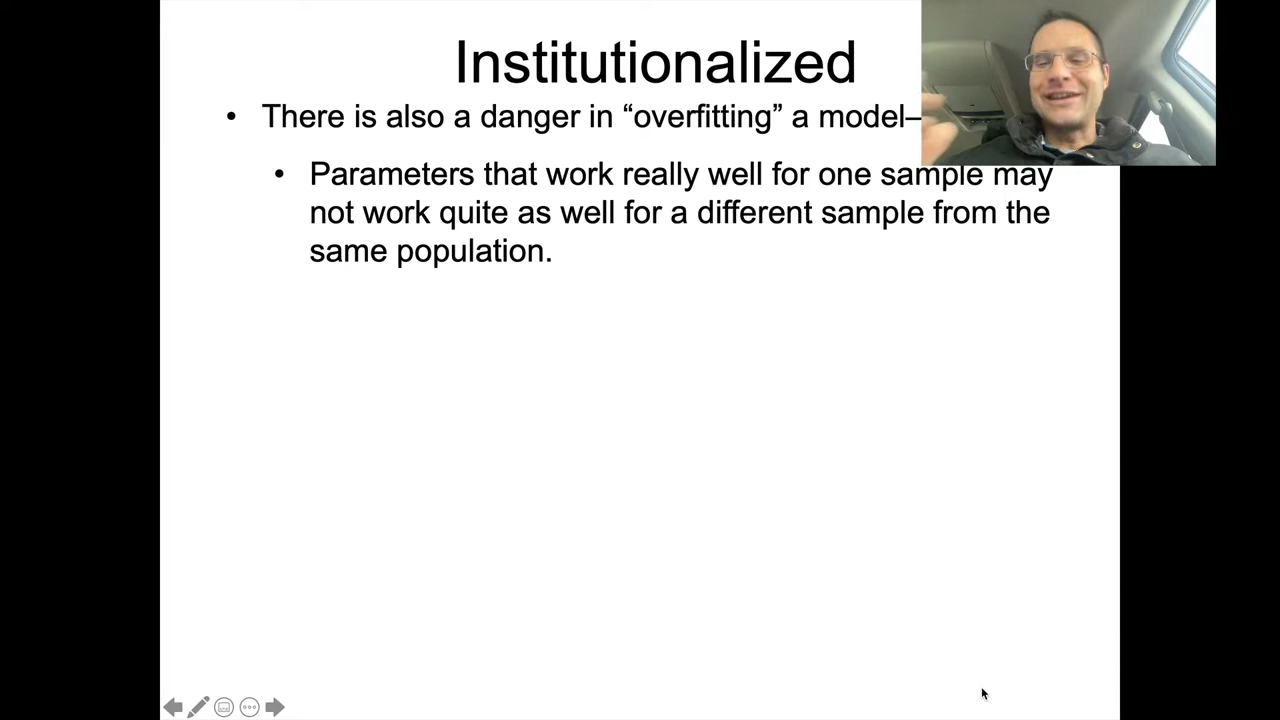 Institutionalized
• There is also a danger in “overfitting” a model–
• Parameters that work really well for one sample may
not work quite as well for a different sample from the
same population.